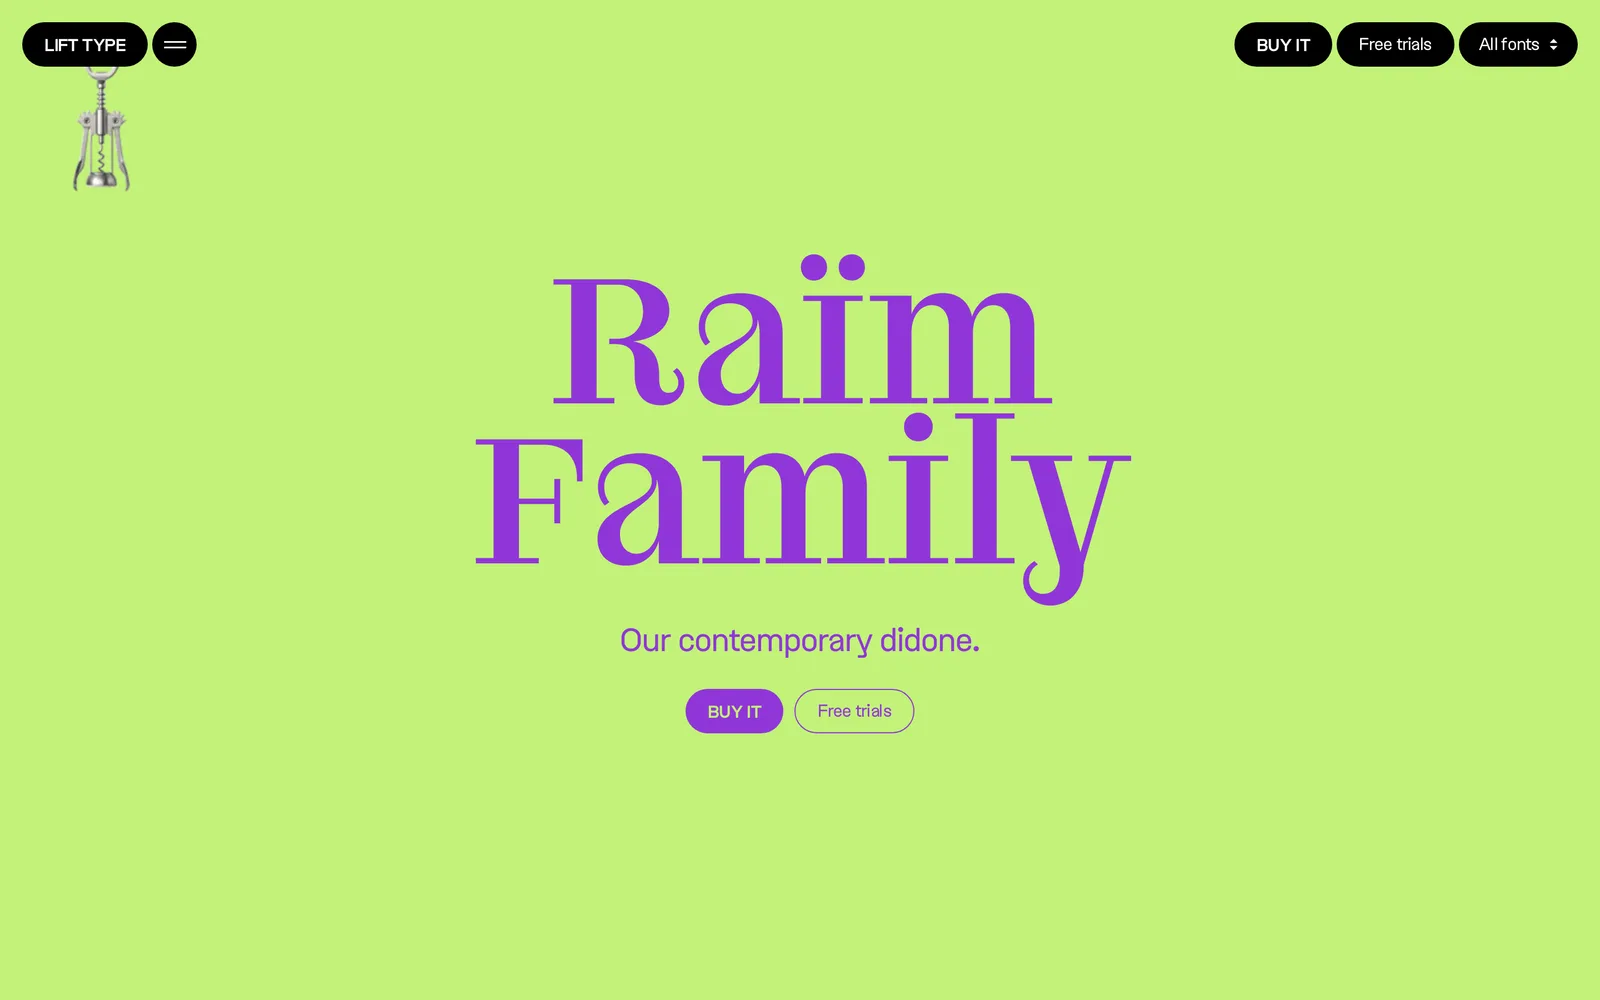 LIFT TYPE
BUY IT
Free trials
All fonts
Raïm
Family
Our contemporary didone.
BUY IT
Free trials